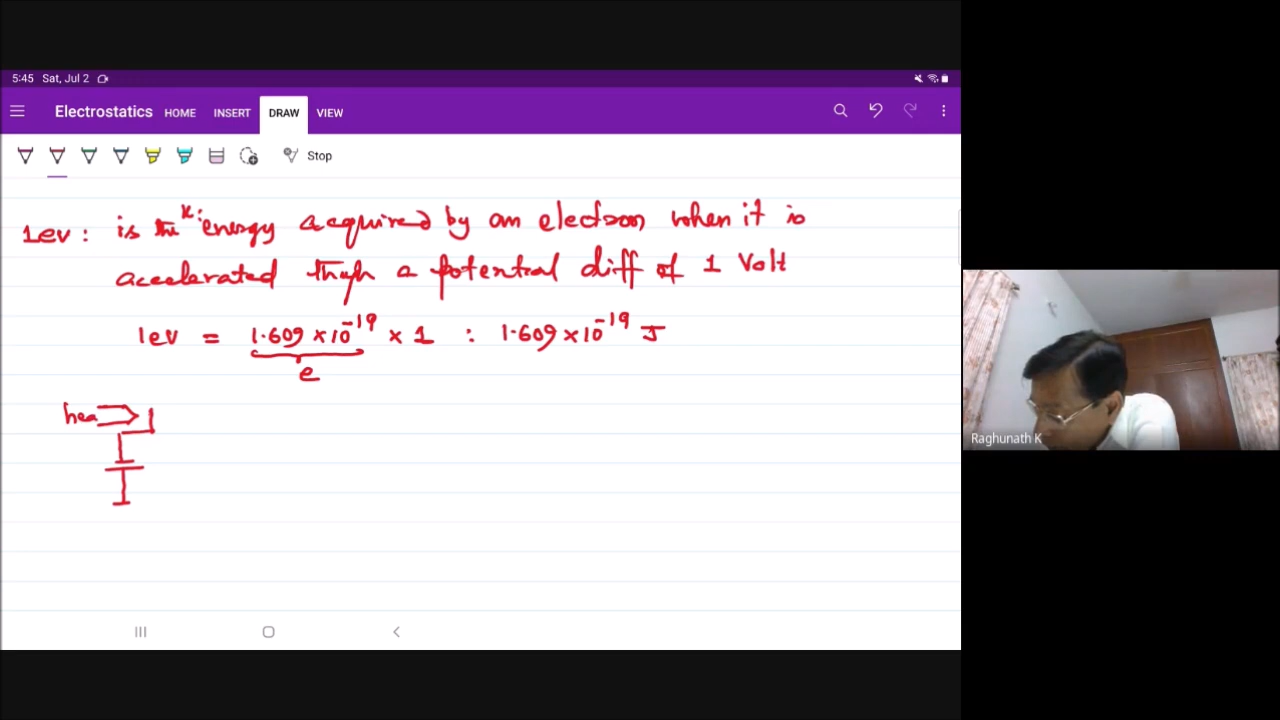 5:45 Sat, Jul 2
Electrostatics HOME INSERT DRAW VIEW
Stop
1ev : is the K. energy acquired by an electron when it is
accelerated through a potential diff of 1 Volt
1ev = 1.609 × 10⁻¹⁹ × 1 : 1.609 × 10⁻¹⁹ J
e
hea
Raghunath K